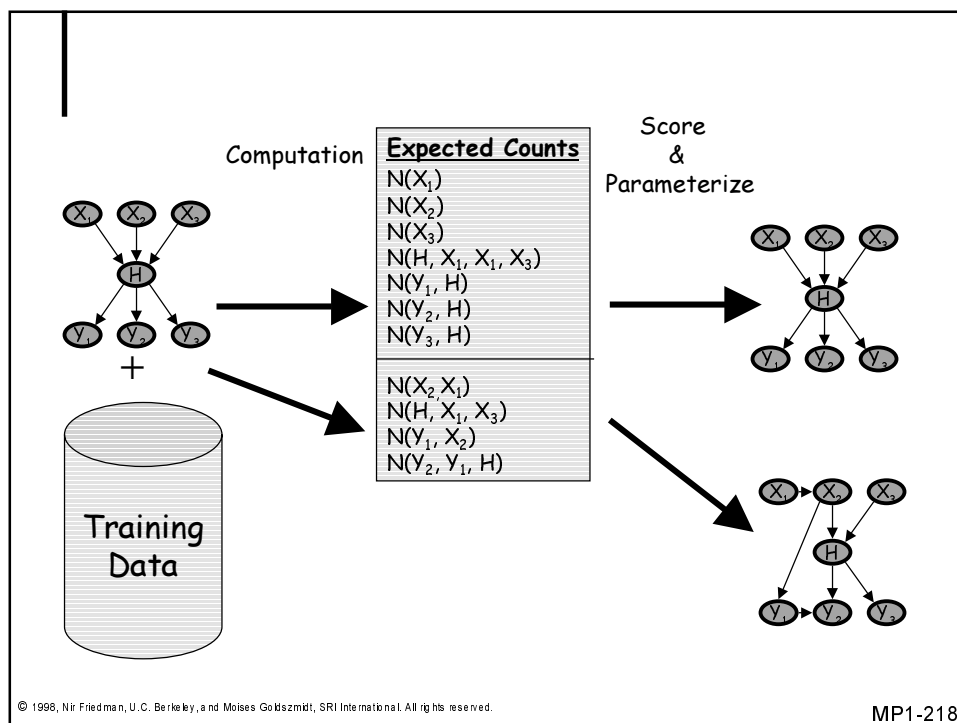 Computation
Expected Counts
N(X₁)
N(X₂)
N(X₃)
N(H, X₁, X₁, X₃)
N(Y₁, H)
N(Y₂, H)
N(Y₃, H)
N(X₂, X₁)
N(H, X₁, X₃)
N(Y₁, X₂)
N(Y₂, Y₁, H)
Score
&
Parameterize
X₁ X₂ X₃
H
Y₁ Y₂ Y₃
+
Training
Data
X₁ X₂ X₃
H
Y₁ Y₂ Y₃
X₁ X₂ X₃
H
Y₁ Y₂ Y₃
© 1998, Nir Friedman, U.C. Berkeley, and Moises Goldszmidt, SRI International. All rights reserved.
MP1-218